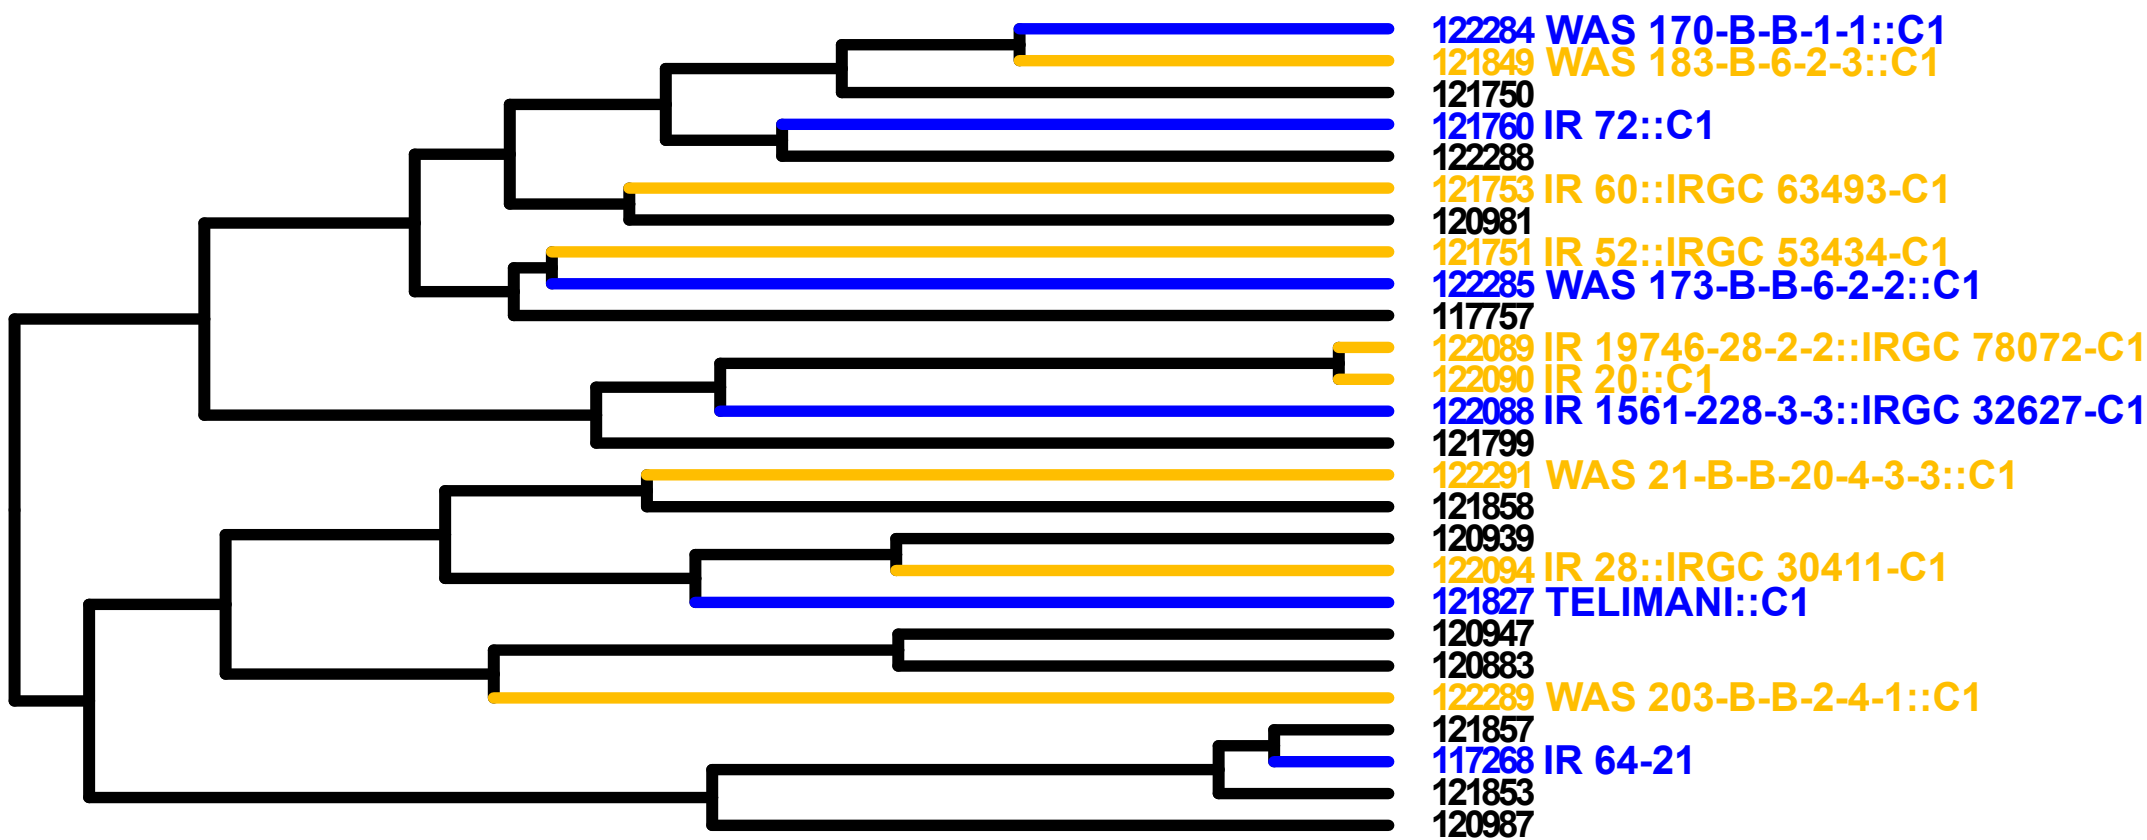 122284 WAS 170-B-B-1-1::C1
121849 WAS 183-B-6-2-3::C1
121750
121760 IR 72::C1
122288
121753 IR 60::IRGC 63493-C1
120981
121751 IR 52::IRGC 53434-C1
122285 WAS 173-B-B-6-2-2::C1
117757
122089 IR 19746-28-2-2::IRGC 78072-C1
122090 IR 20::C1
122088 IR 1561-228-3-3::IRGC 32627-C1
121799
122291 WAS 21-B-B-20-4-3-3::C1
121858
120939
122094 IR 28::IRGC 30411-C1
121827 TELIMANI::C1
120947
120883
122289 WAS 203-B-B-2-4-1::C1
121857
117268 IR 64-21
121853
120987